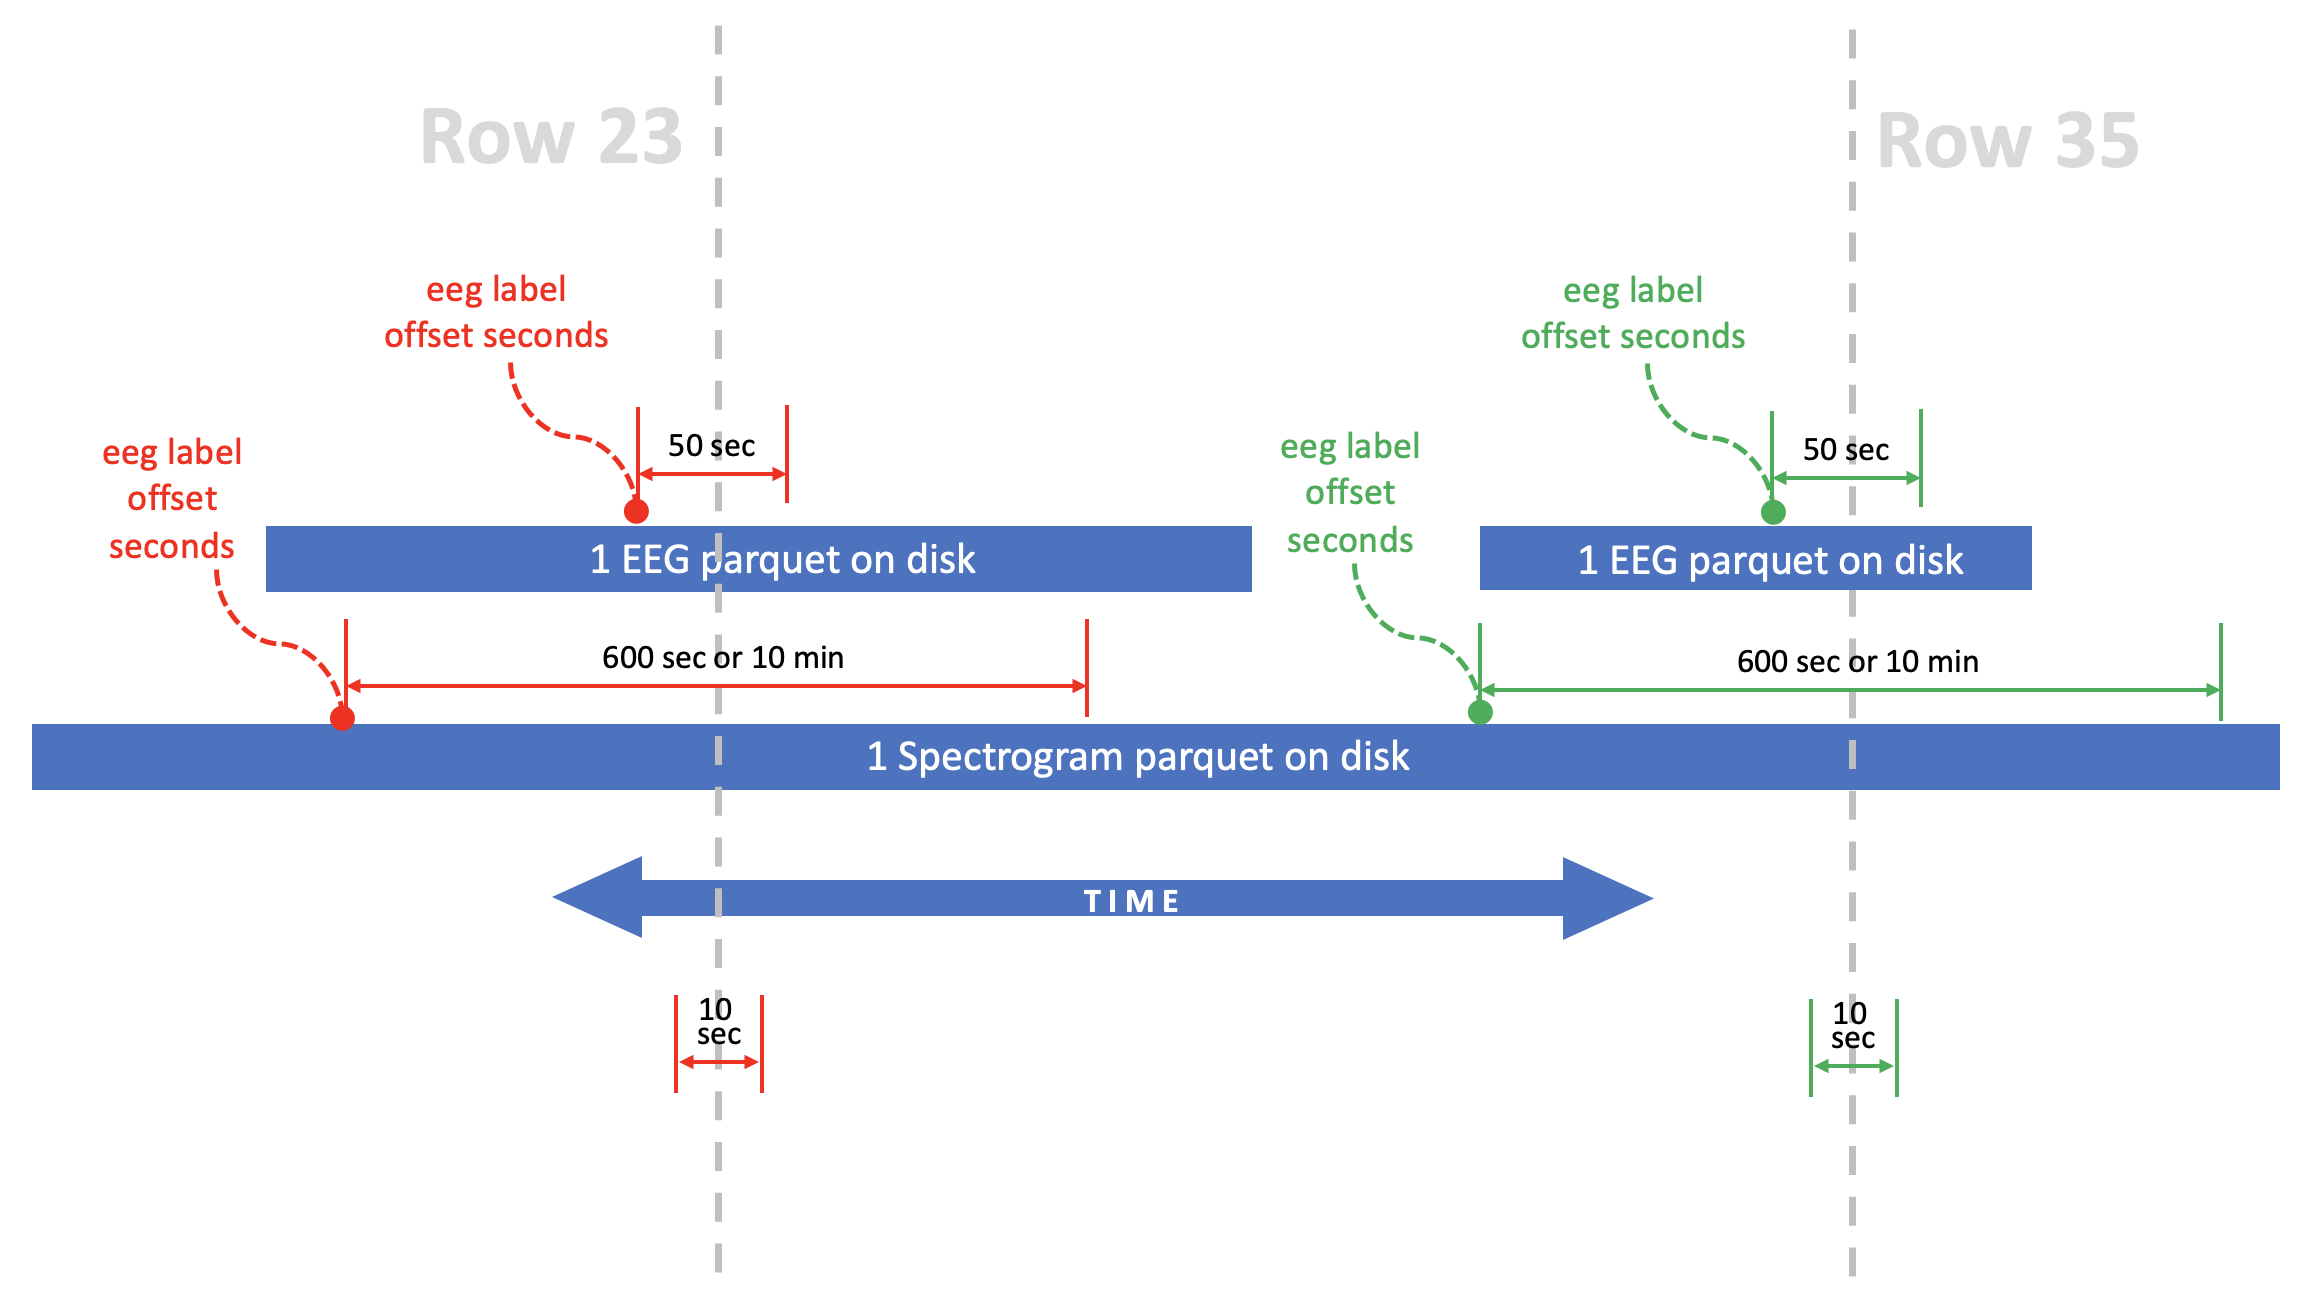 Row 23
Row 35
eeg label
offset seconds
eeg label
offset seconds
50 sec
50 sec
eeg label
offset
seconds
eeg label
offset
seconds
1 EEG parquet on disk
1 EEG parquet on disk
600 sec or 10 min
600 sec or 10 min
1 Spectrogram parquet on disk
TIME
10
sec
10
sec